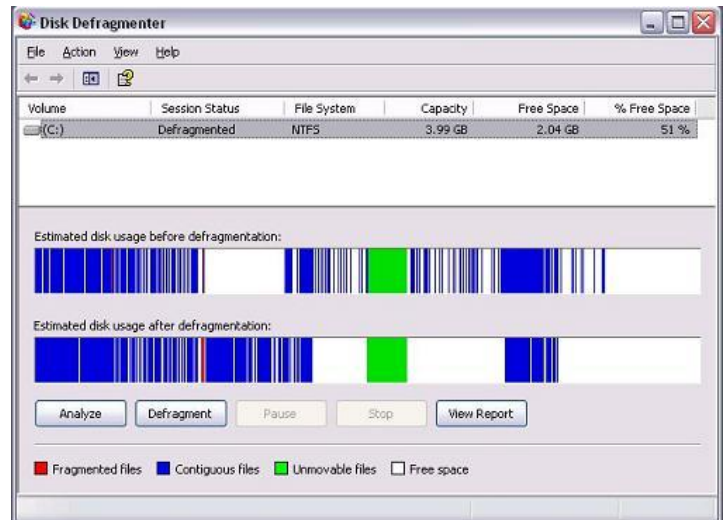 Disk Defragmenter
File Action View Help
Volume Session Status File System Capacity Free Space % Free Space
(C:) Defragmented NTFS 3.99 GB 2.04 GB 51 %
Estimated disk usage before defragmentation:
Estimated disk usage after defragmentation:
Analyze Defragment Pause Stop View Report
Fragmented files Contiguous files Unmovable files Free space